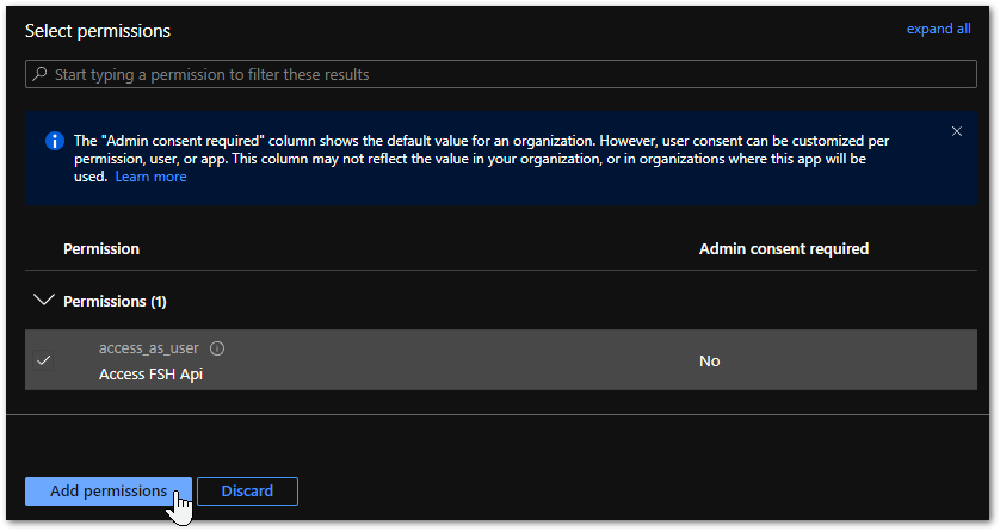 Select permissions
expand all
Start typing a permission to filter these results
The "Admin consent required" column shows the default value for an organization. However, user consent can be customized per
permission, user, or app. This column may not reflect the value in your organization, or in organizations where this app will be
used. Learn more
Permission
Admin consent required
Permissions (1)
access_as_user
Access FSH Api
No
Add permissions
Discard